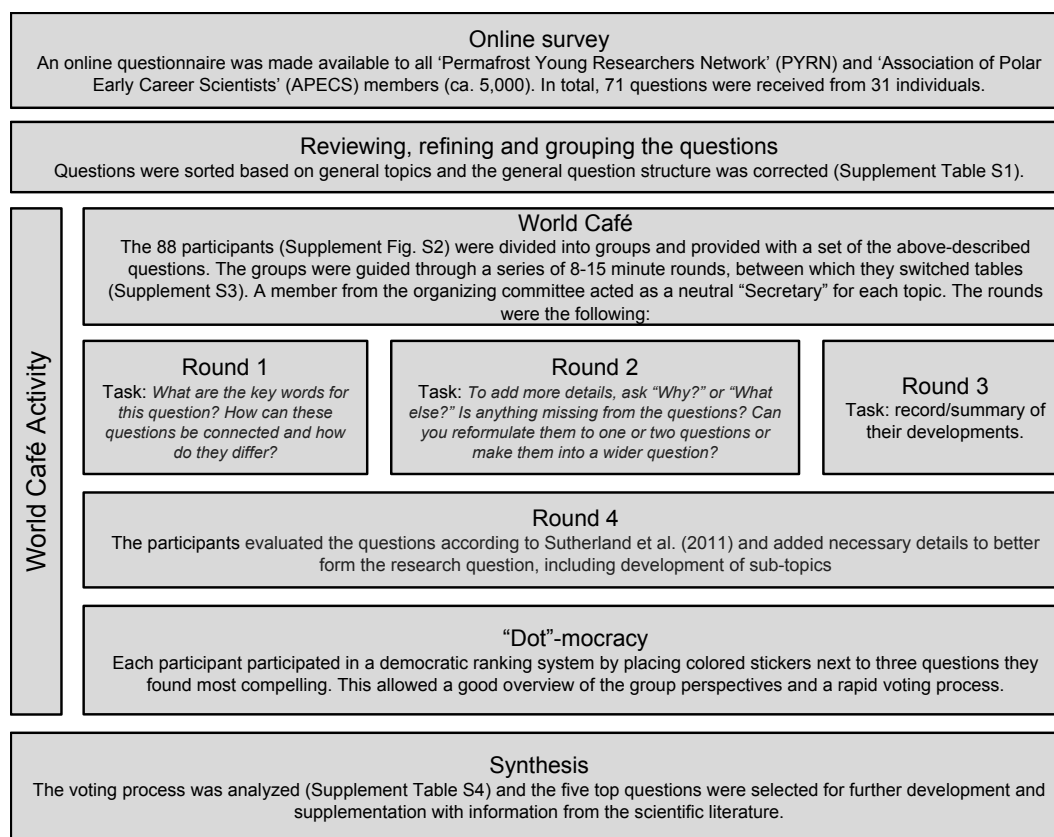 Online survey
An online questionnaire was made available to all ‘Permafrost Young Researchers Network’ (PYRN) and ‘Association of Polar
Early Career Scientists’ (APECS) members (ca. 5,000). In total, 71 questions were received from 31 individuals.
Reviewing, refining and grouping the questions
Questions were sorted based on general topics and the general question structure was corrected (Supplement Table S1).
World Café Activity
World Café
The 88 participants (Supplement Fig. S2) were divided into groups and provided with a set of the above-described
questions. The groups were guided through a series of 8-15 minute rounds, between which they switched tables
(Supplement S3). A member from the organizing committee acted as a neutral “Secretary” for each topic. The rounds
were the following:
Round 1
Task: What are the key words for
this question? How can these
questions be connected and how
do they differ?
Round 2
Task: To add more details, ask “Why?” or “What
else?” Is anything missing from the questions? Can
you reformulate them to one or two questions or
make them into a wider question?
Round 3
Task: record/summary of
their developments.
Round 4
The participants evaluated the questions according to Sutherland et al. (2011) and added necessary details to better
form the research question, including development of sub-topics
“Dot”-mocracy
Each participant participated in a democratic ranking system by placing colored stickers next to three questions they
found most compelling. This allowed a good overview of the group perspectives and a rapid voting process.
Synthesis
The voting process was analyzed (Supplement Table S4) and the five top questions were selected for further development and
supplementation with information from the scientific literature.